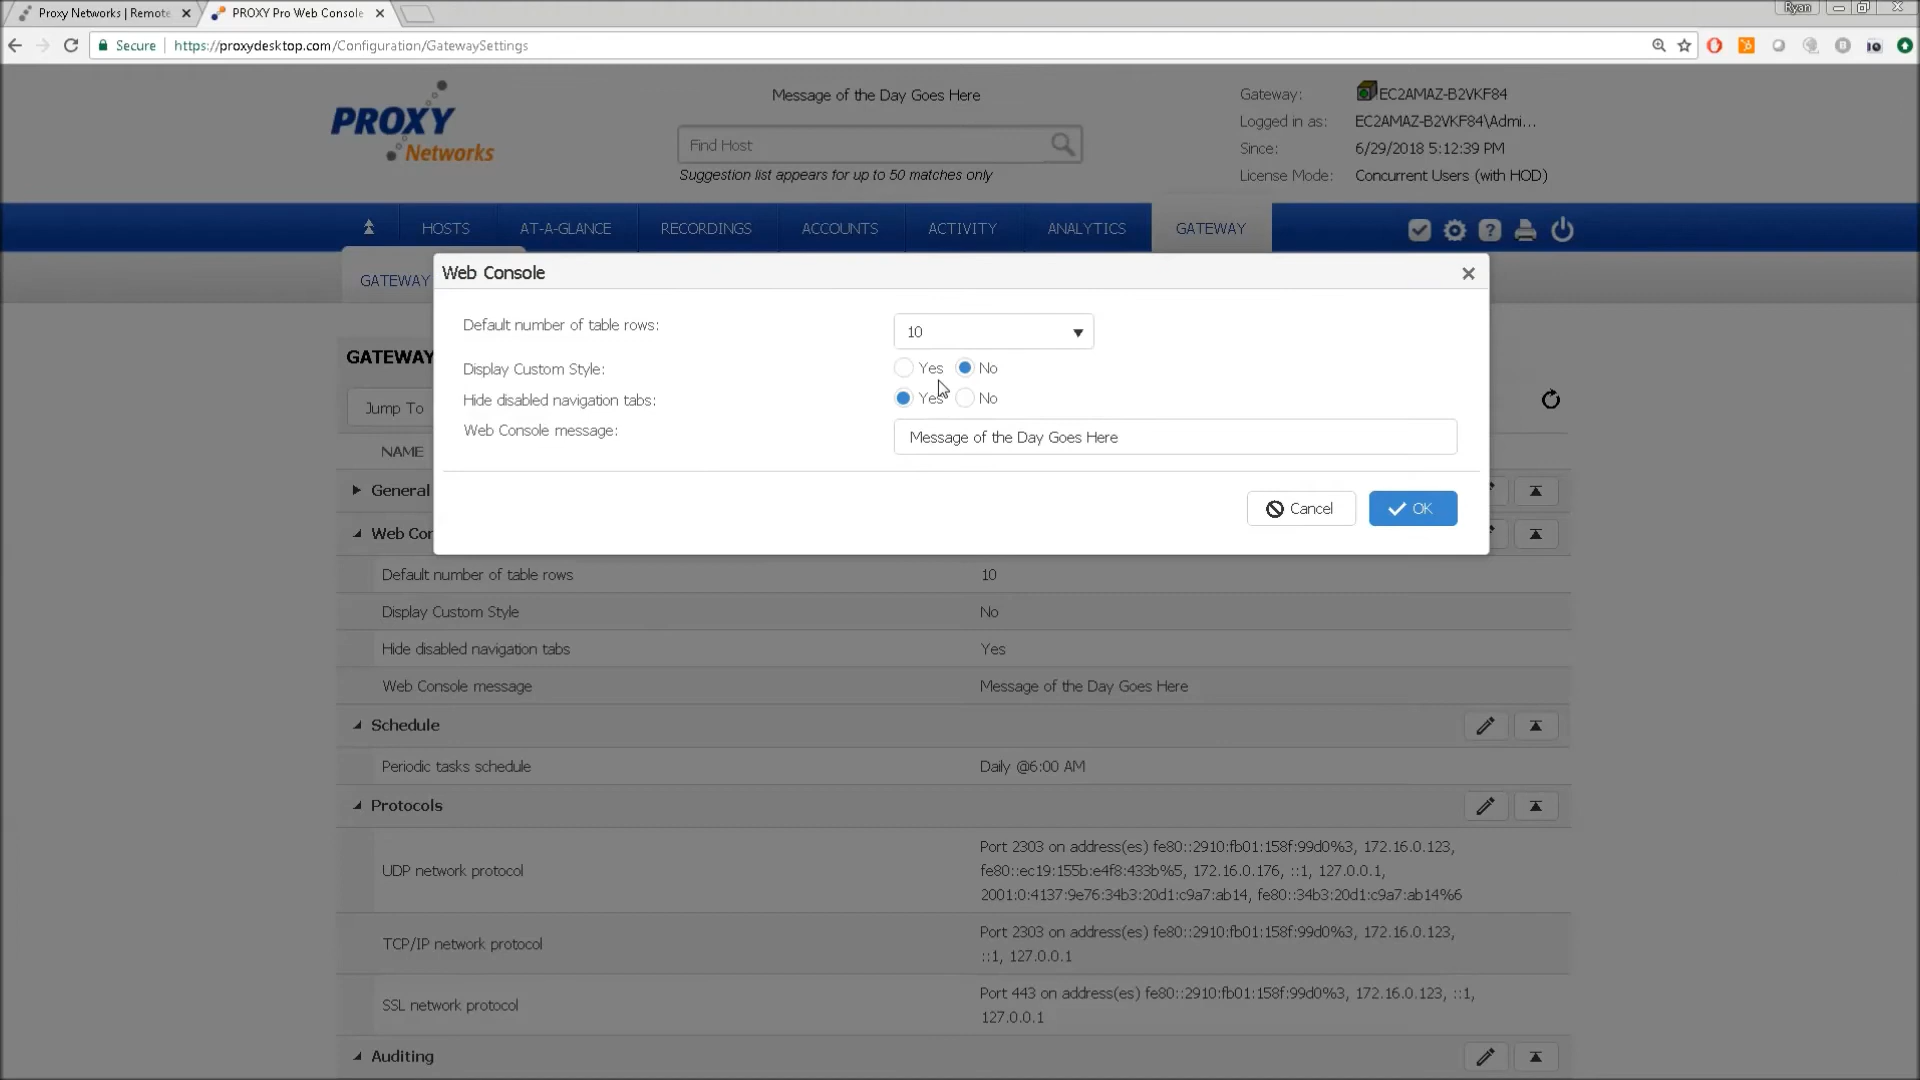 Proxy Networks | Remote
PROXY Pro Web Console
Ryan
Secure
https://proxydesktop.com/Configuration/GatewaySettings
PROXY
Networks
Message of the Day Goes Here
Find Host
Suggestion list appears for up to 50 matches only
Gateway: EC2AMAZ-B2VKF84
Logged in as: EC2AMAZ-B2VKF84\Admi...
Since: 6/29/2018 5:12:39 PM
License Mode: Concurrent Users (with HOD)
HOSTS
AT-A-GLANCE
RECORDINGS
ACCOUNTS
ACTIVITY
ANALYTICS
GATEWAY
GATEWAY
Web Console
Default number of table rows: 10
Display Custom Style: Yes No
Hide disabled navigation tabs: Yes No
Web Console message: Message of the Day Goes Here
Cancel
OK
GATEWAY
Jump To
NAME
General
Web Con
Default number of table rows 10
Display Custom Style No
Hide disabled navigation tabs Yes
Web Console message Message of the Day Goes Here
Schedule
Periodic tasks schedule Daily @6:00 AM
Protocols
UDP network protocol
Port 2303 on address(es) fe80::2910:fb01:158f:99d0%3, 172.16.0.123,
fe80::ec19:155b:e4f8:433b%5, 172.16.0.176, ::1, 127.0.0.1,
2001:0:4137:9e76:34b3:20d1:c9a7:ab14, fe80::34b3:20d1:c9a7:ab14%6
TCP/IP network protocol
Port 2303 on address(es) fe80::2910:fb01:158f:99d0%3, 172.16.0.123,
::1, 127.0.0.1
SSL network protocol
Port 443 on address(es) fe80::2910:fb01:158f:99d0%3, 172.16.0.123, ::1,
127.0.0.1
Auditing